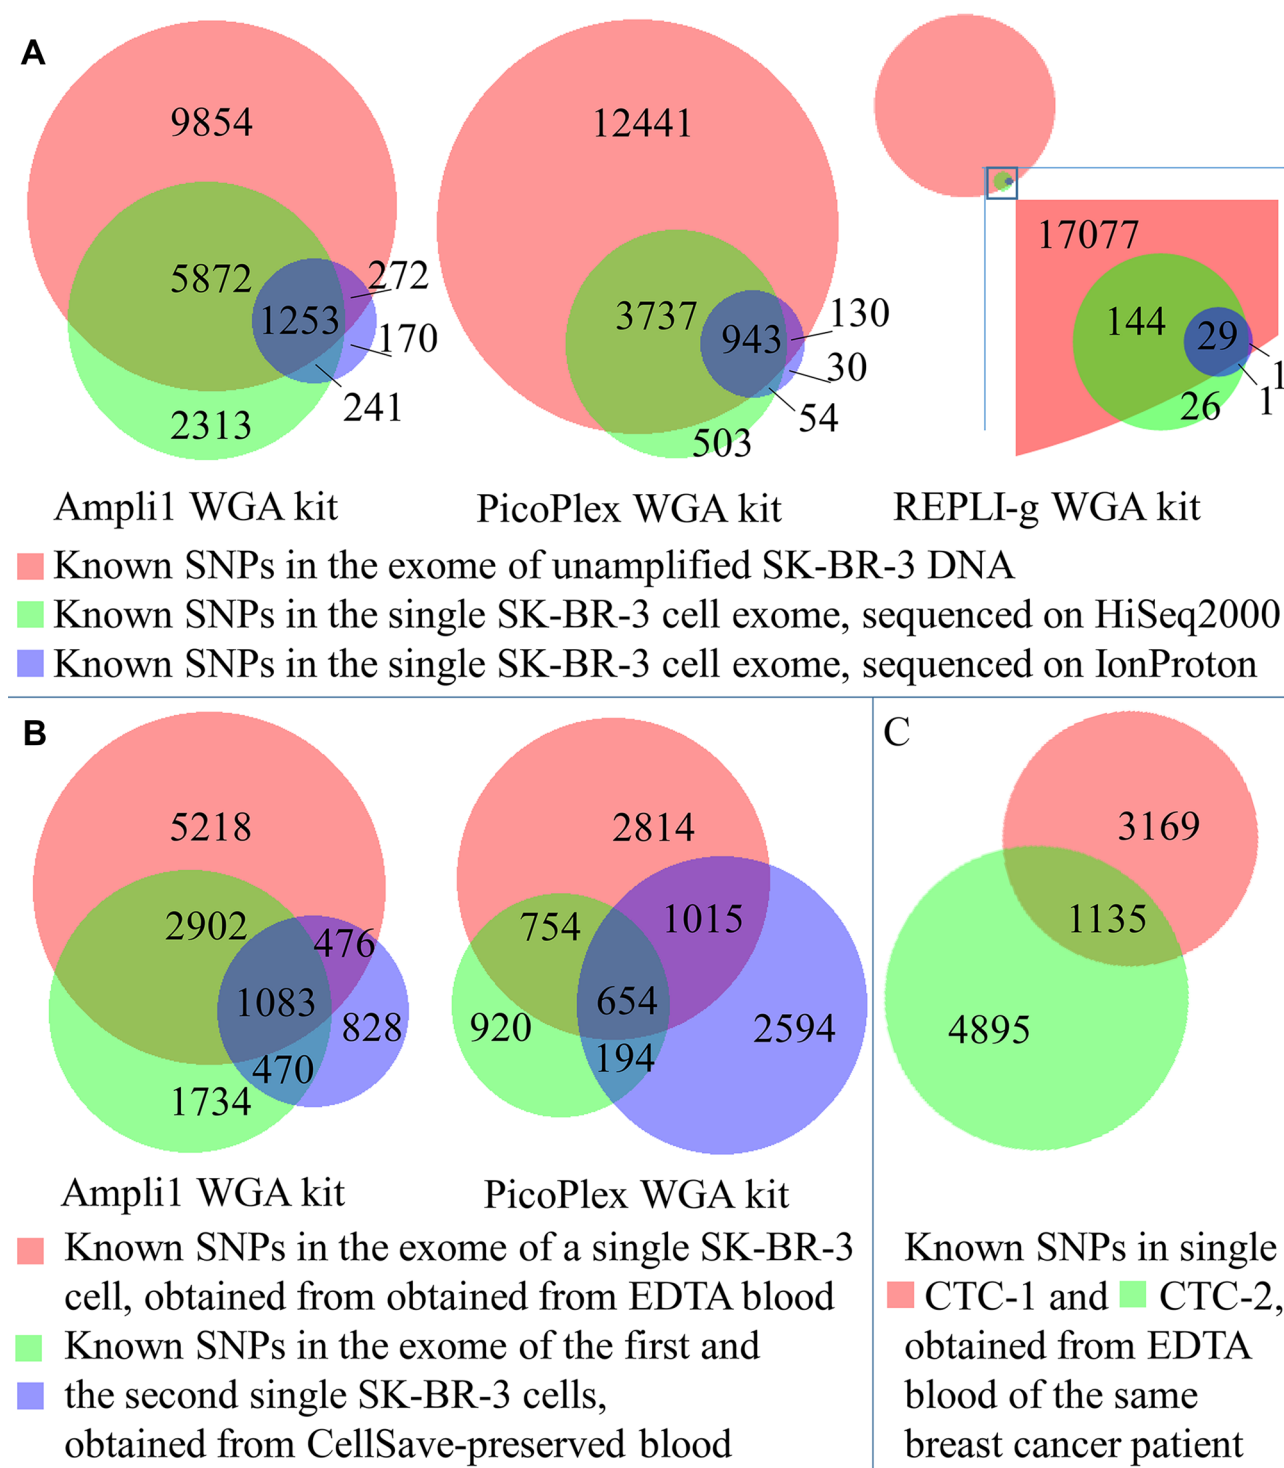 A
9854
5872
272
1253
170
241
2313
Ampli1 WGA kit
12441
3737
943
130
30
54
503
PicoPlex WGA kit
17077
144
29
1
1
26
REPLI-g WGA kit
Known SNPs in the exome of unamplified SK-BR-3 DNA
Known SNPs in the single SK-BR-3 cell exome, sequenced on HiSeq2000
Known SNPs in the single SK-BR-3 cell exome, sequenced on IonProton
B
5218
2902
476
1083
828
470
1734
Ampli1 WGA kit
2814
754
1015
654
920
2594
194
PicoPlex WGA kit
Known SNPs in the exome of a single SK-BR-3
cell, obtained from obtained from EDTA blood
Known SNPs in the exome of the first and
the second single SK-BR-3 cells,
obtained from CellSave-preserved blood
C
3169
1135
4895
Known SNPs in single
CTC-1 and CTC-2,
obtained from EDTA
blood of the same
breast cancer patient